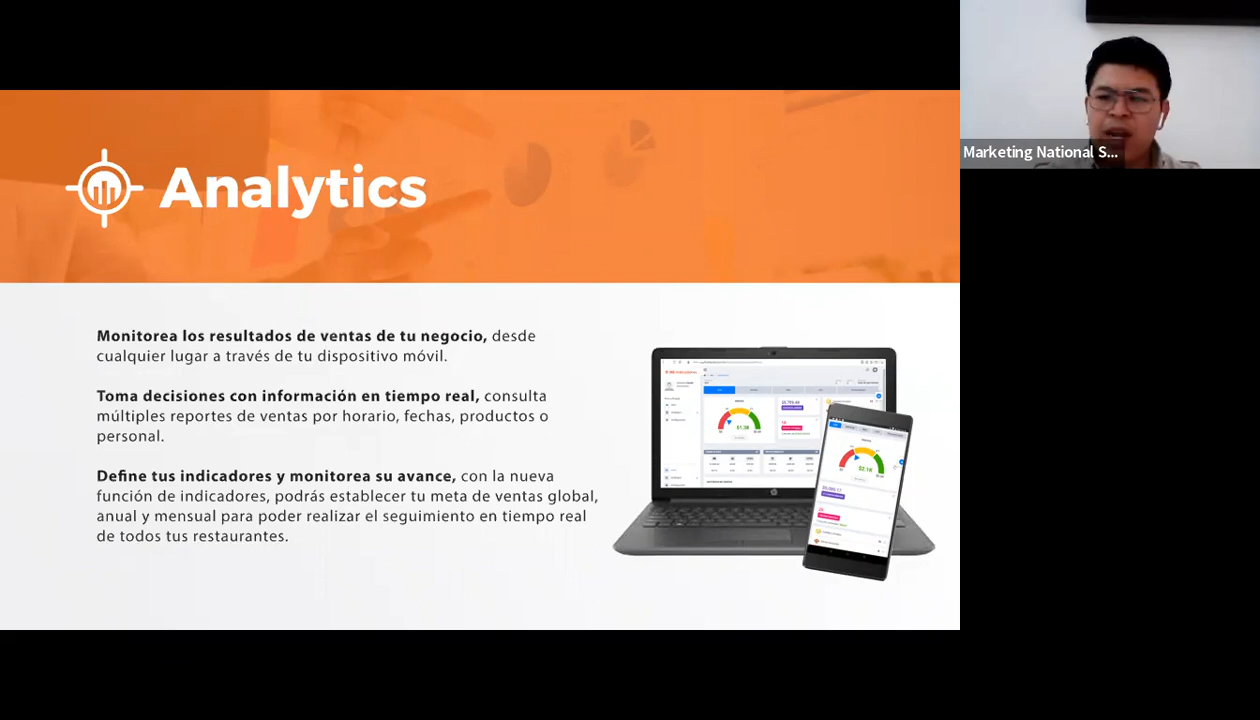 Analytics
Marketing National S...
Monitorea los resultados de ventas de tu negocio, desde
cualquier lugar a través de tu dispositivo móvil.
Toma decisiones con información en tiempo real, consulta
múltiples reportes de ventas por horario, fechas, productos o
personal.
Define tus indicadores y monitorea su avance, con la nueva
función de indicadores, podrás establecer tu meta de ventas global,
anual y mensual para poder realizar el seguimiento en tiempo real
de todos tus restaurantes.